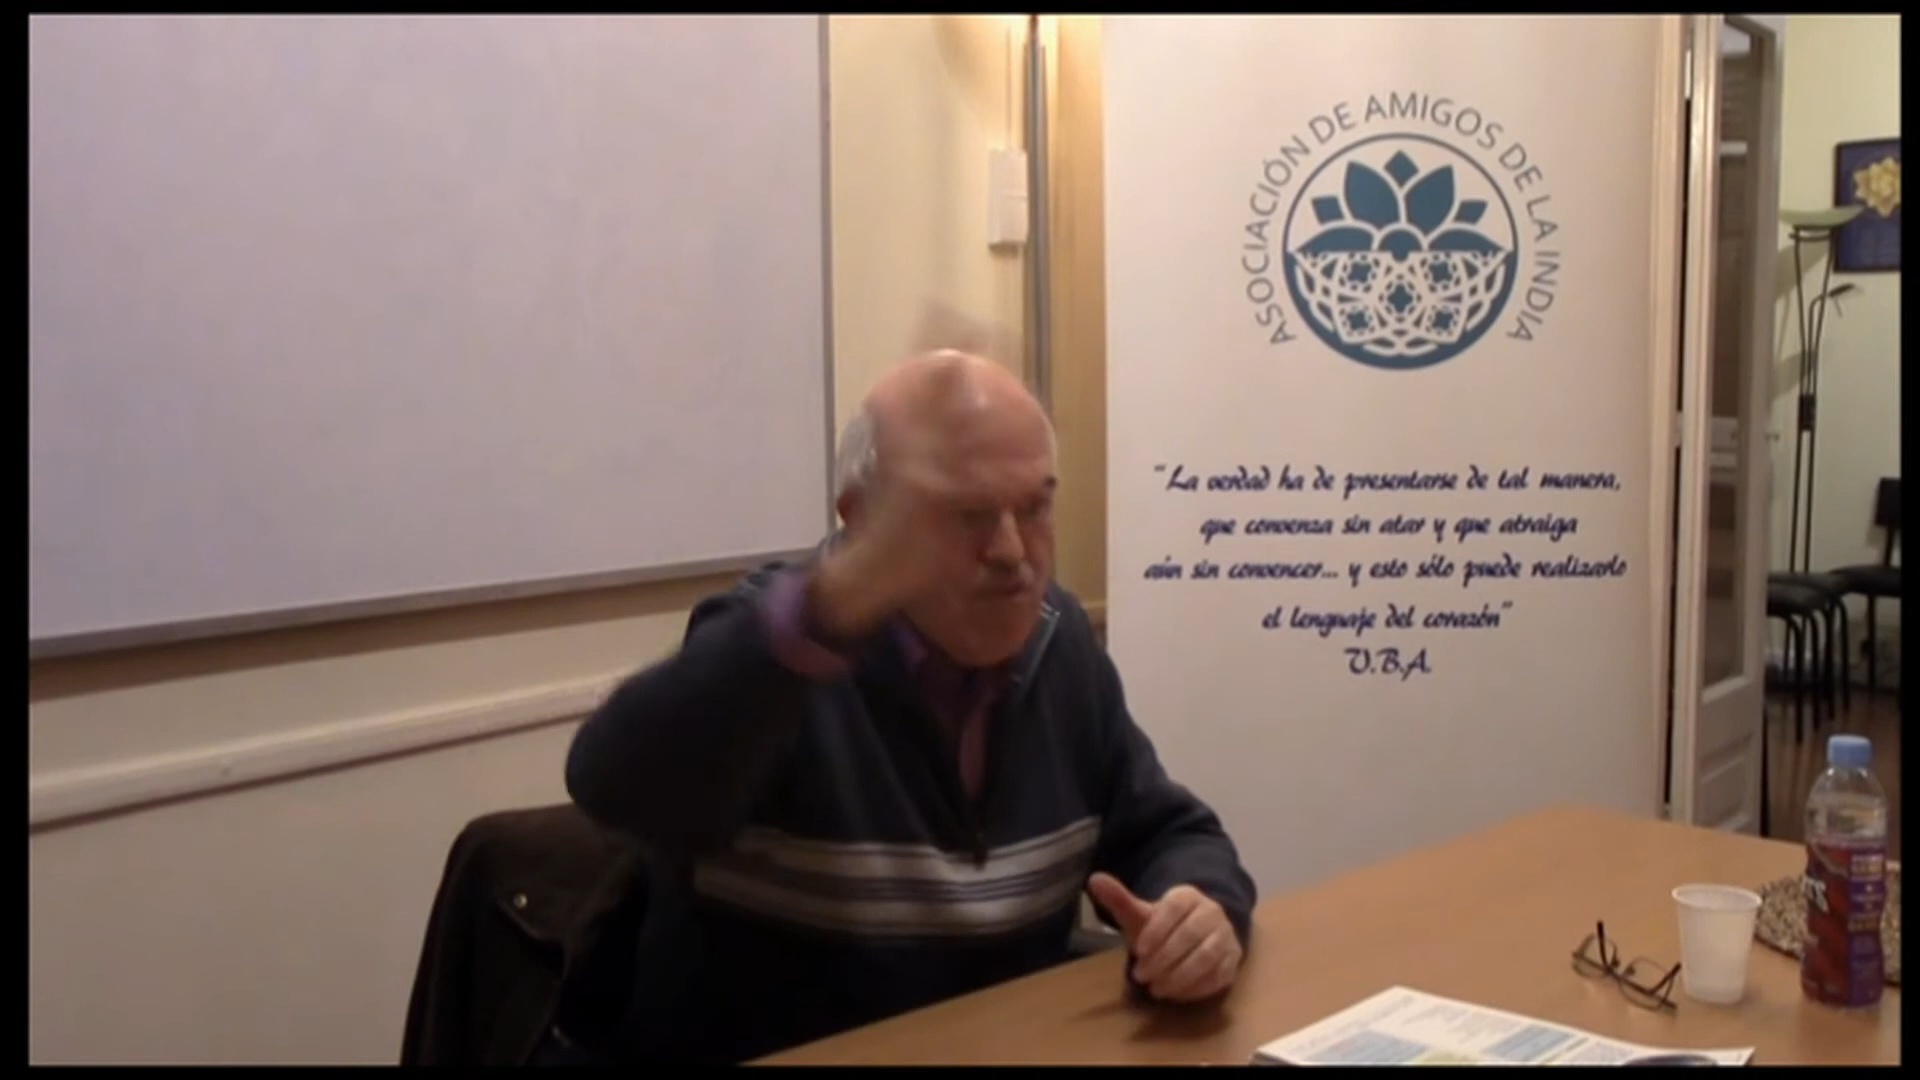 ASOCIACIÓN DE AMIGOS DE LA INDIA
"La verdad ha de presentarse de tal manera,
que convenza sin atar y que atraiga
aún sin convencer... y esto sólo puede realizarlo
el lenguaje del corazón"
V.B.A.